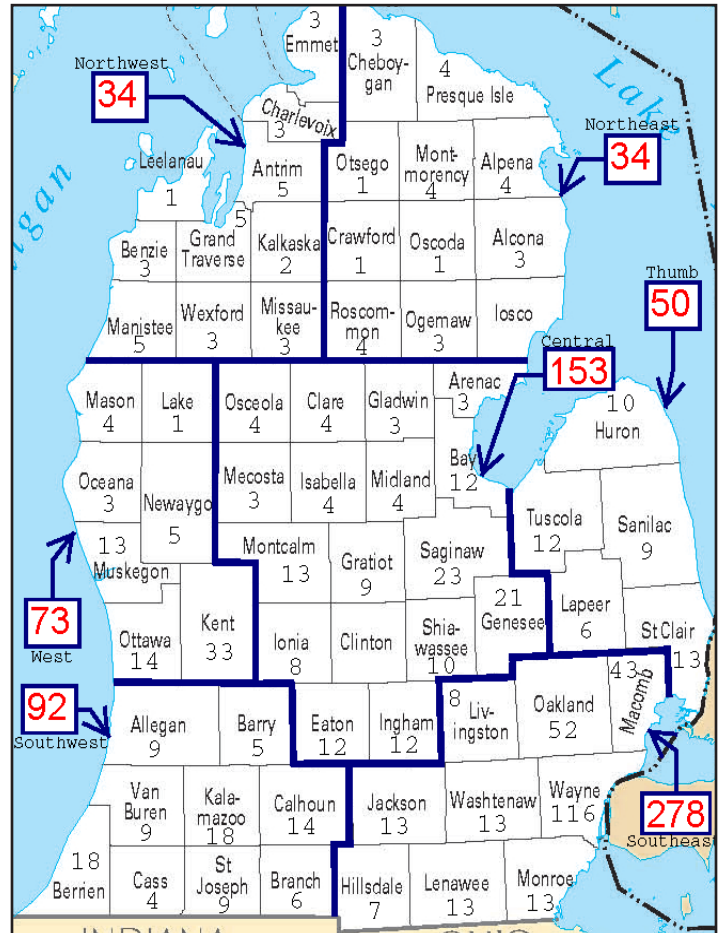 3
Emmet
3
Cheboy-
gan
4
Presque Isle
Lake
Northwest
34
Charlevoix
3
Northeast
34
Leelanau
1
Antrim
5
Otsego
1
Mont-
morency
4
Alpena
4
igan
5
Benzie
3
Grand
Traverse
Kalkaska
2
Crawford
1
Oscoda
1
Alcona
3
Thumb
50
Manistee
5
Wexford
3
Missau-
kee
3
Roscom-
mon
4
Ogemaw
3
Iosco
Central
153
Mason
4
Lake
1
Osceola
4
Clare
4
Gladwin
3
Arenac
3
10
Huron
Oceana
3
Newaygo
5
Mecosta
3
Isabella
4
Midland
4
Bay
12
Tuscola
12
Sanilac
9
13
Muskegon
Montcalm
13
Gratiot
9
Saginaw
23
21
Genesee
Lapeer
6
73
West
Ottawa
14
Kent
33
Ionia
8
Clinton
Shia-
wassee
10
St Clair
13
92
Southwest
Allegan
9
Barry
5
Eaton
12
Ingham
12
8
Liv-
ingston
Oakland
52
43
Macomb
Van
Buren
9
Kala-
mazoo
18
Calhoun
14
Jackson
13
Washtenaw
13
Wayne
116
278
Southeast
18
Berrien
Cass
4
St
Joseph
9
Branch
6
Hillsdale
7
Lenawee
13
Monroe
13
INDIANA
OHIO